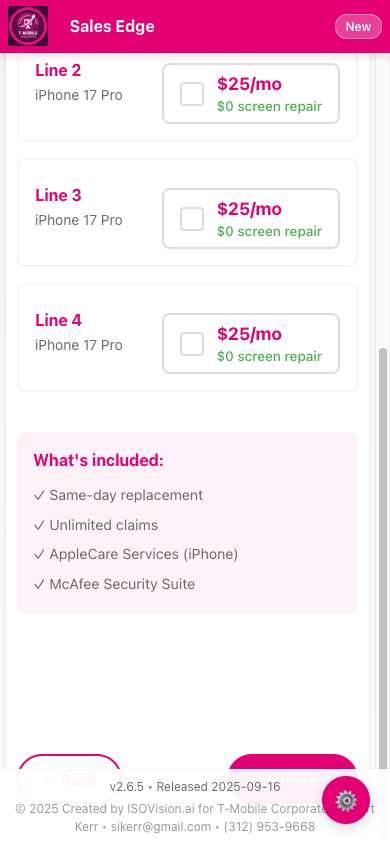 T-MOBILE
Sales Edge
New
Line 2
iPhone 17 Pro
$25/mo
$0 screen repair
Line 3
iPhone 17 Pro
$25/mo
$0 screen repair
Line 4
iPhone 17 Pro
$25/mo
$0 screen repair
What's included:
✓ Same-day replacement
✓ Unlimited claims
✓ AppleCare Services (iPhone)
✓ McAfee Security Suite
← Back
v2.6.5 • Released 2025-09-16
© 2025 Created by ISOVision.ai for T-Mobile Corporate
Kerr • sikerr@gmail.com • (312) 953-9668